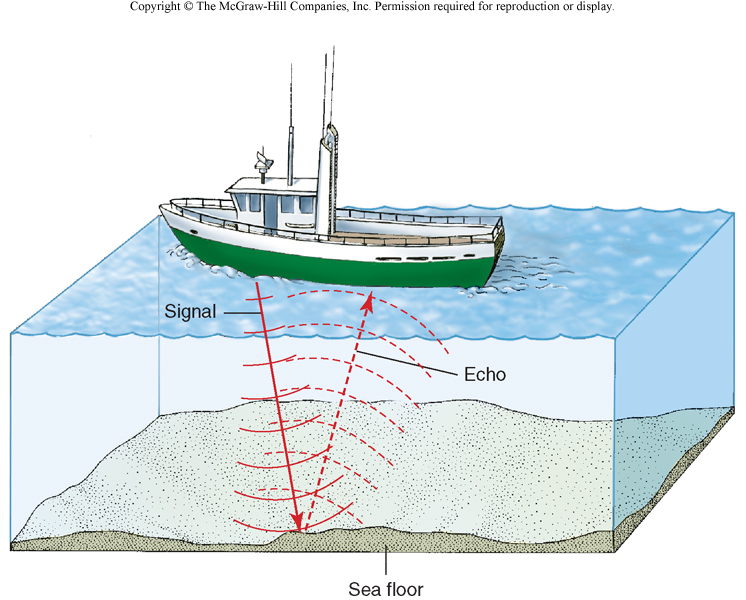 Copyright © The McGraw-Hill Companies, Inc. Permission required for reproduction or display.
Signal
Echo
Sea floor